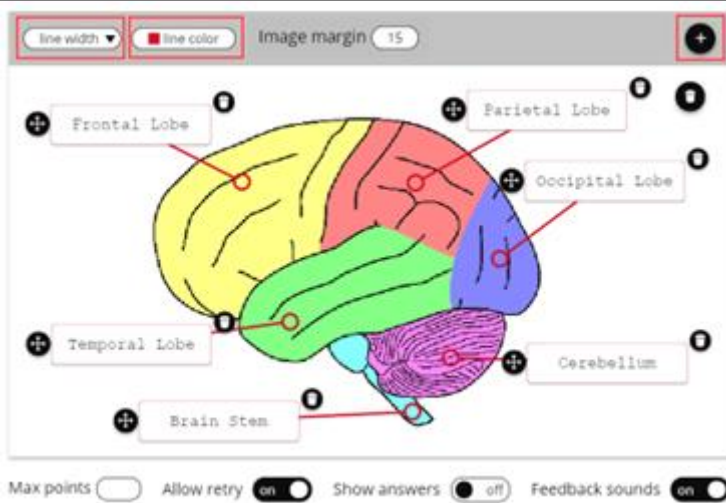 line width ▼ line color Image margin 15 +
Frontal Lobe
Parietal Lobe
Occipital Lobe
Temporal Lobe
Cerebellum
Brain Stem
Max points Allow retry on Show answers off Feedback sounds on